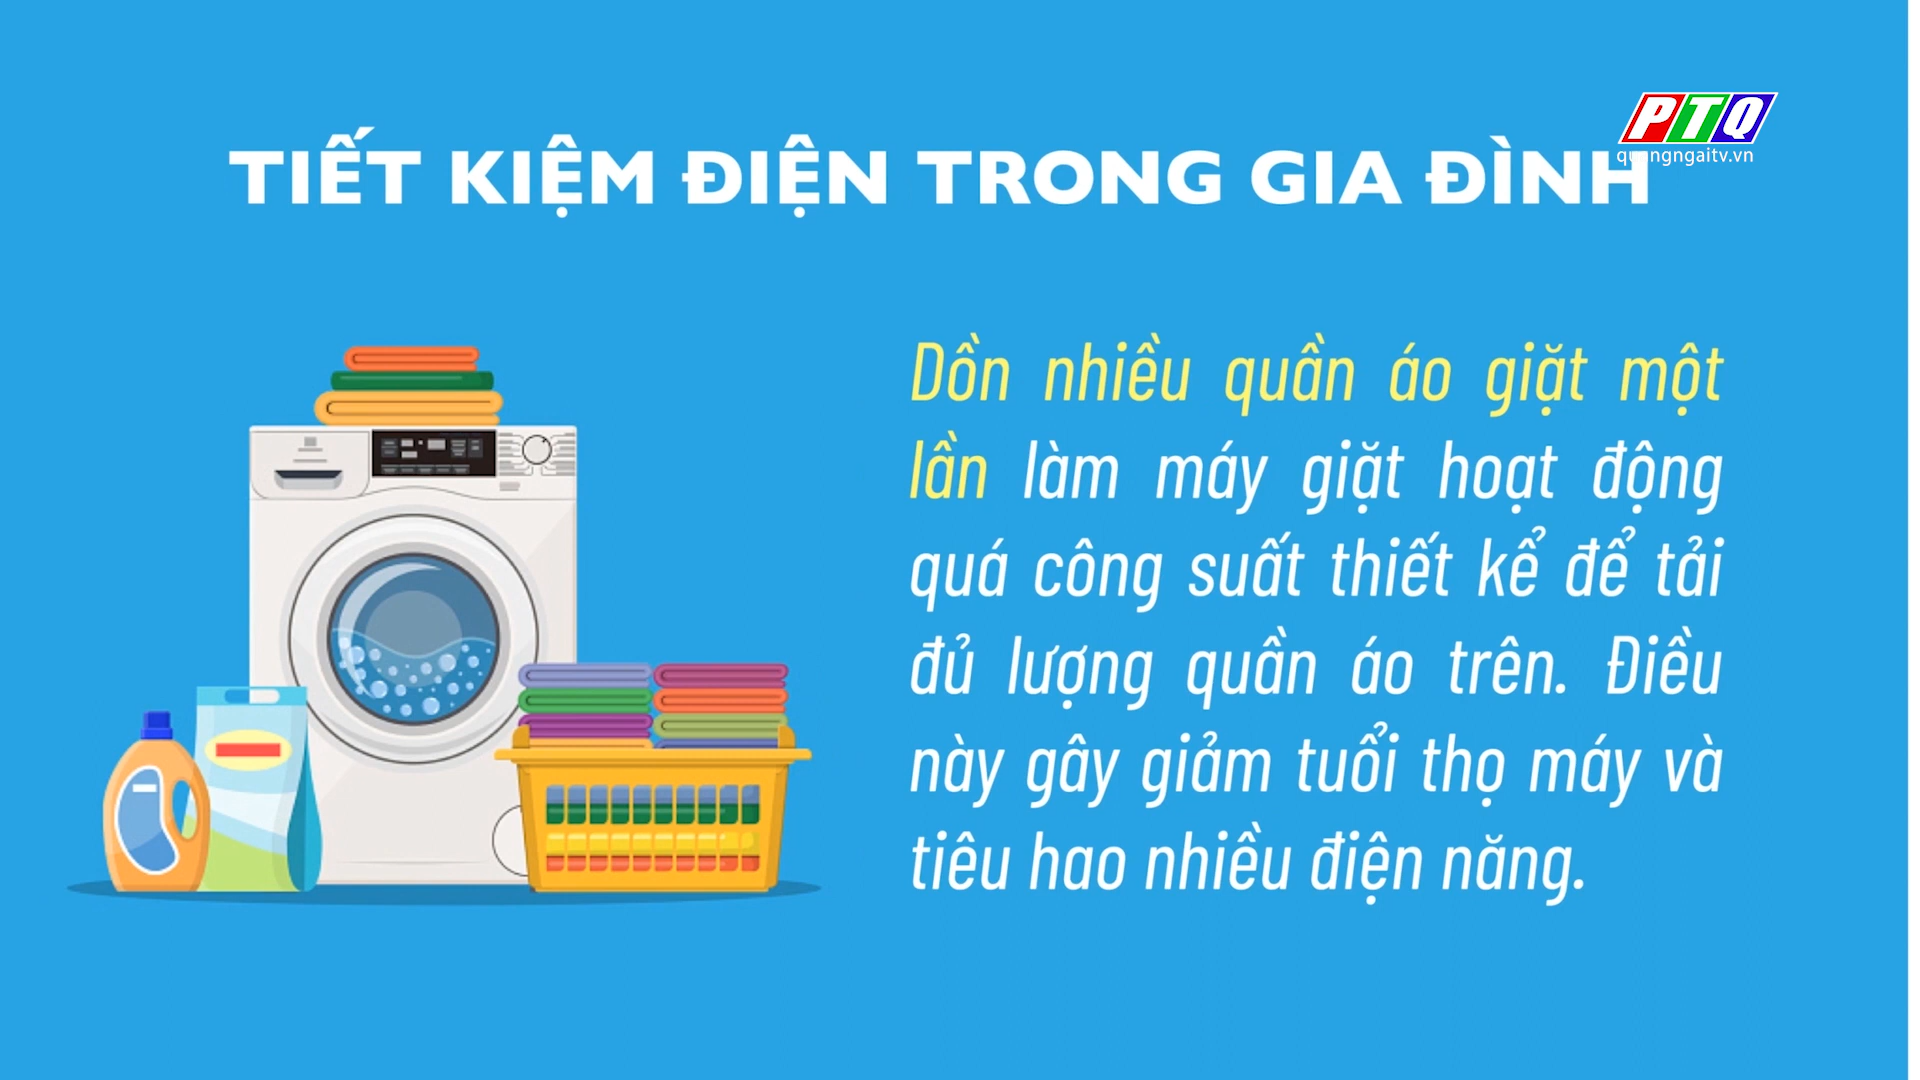 PTQ
quangngaitv.vn
TIẾT KIỆM ĐIỆN TRONG GIA ĐÌNH
Dồn nhiều quần áo giặt một
lần làm máy giặt hoạt động
quá công suất thiết kể để tải
đủ lượng quần áo trên. Điều
này gây giảm tuổi thọ máy và
tiêu hao nhiều điện năng.